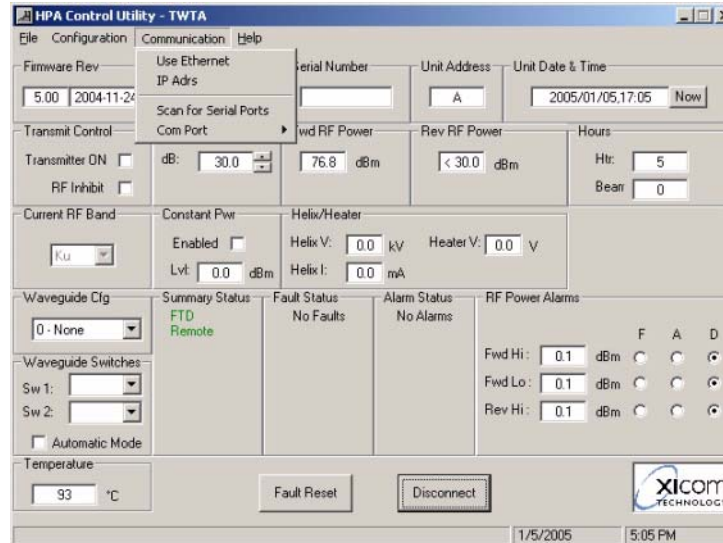 HPA Control Utility - TWTA
File Configuration Communication Help
Use Ethernet
IP Adrs
Scan for Serial Ports
Com Port
Firmware Rev
5.00 2004-11-24
Serial Number
Unit Address
A
Unit Date & Time
2005/01/05,17:05 Now
Transmit Control
Transmitter ON
RF Inhibit
dB: 30.0
Fwd RF Power
76.8 dBm
Rev RF Power
< 30.0 dBm
Hours
Htr: 5
Beam 0
Current RF Band
Ku
Constant Pwr
Enabled
Lvl: 0.0 dBm
Helix/Heater
Helix V: 0.0 kV Heater V: 0.0 V
Helix I: 0.0 mA
Waveguide Cfg
0 - None
Waveguide Switches
Sw 1:
Sw 2:
Automatic Mode
Summary Status
FTD
Remote
Fault Status
No Faults
Alarm Status
No Alarms
RF Power Alarms
F A D
Fwd Hi : 0.1 dBm
Fwd Lo : 0.1 dBm
Rev Hi : 0.1 dBm
Temperature
93 °C
Fault Reset
Disconnect
XICOM
TECHNOLOG
1/5/2005 5:05 PM